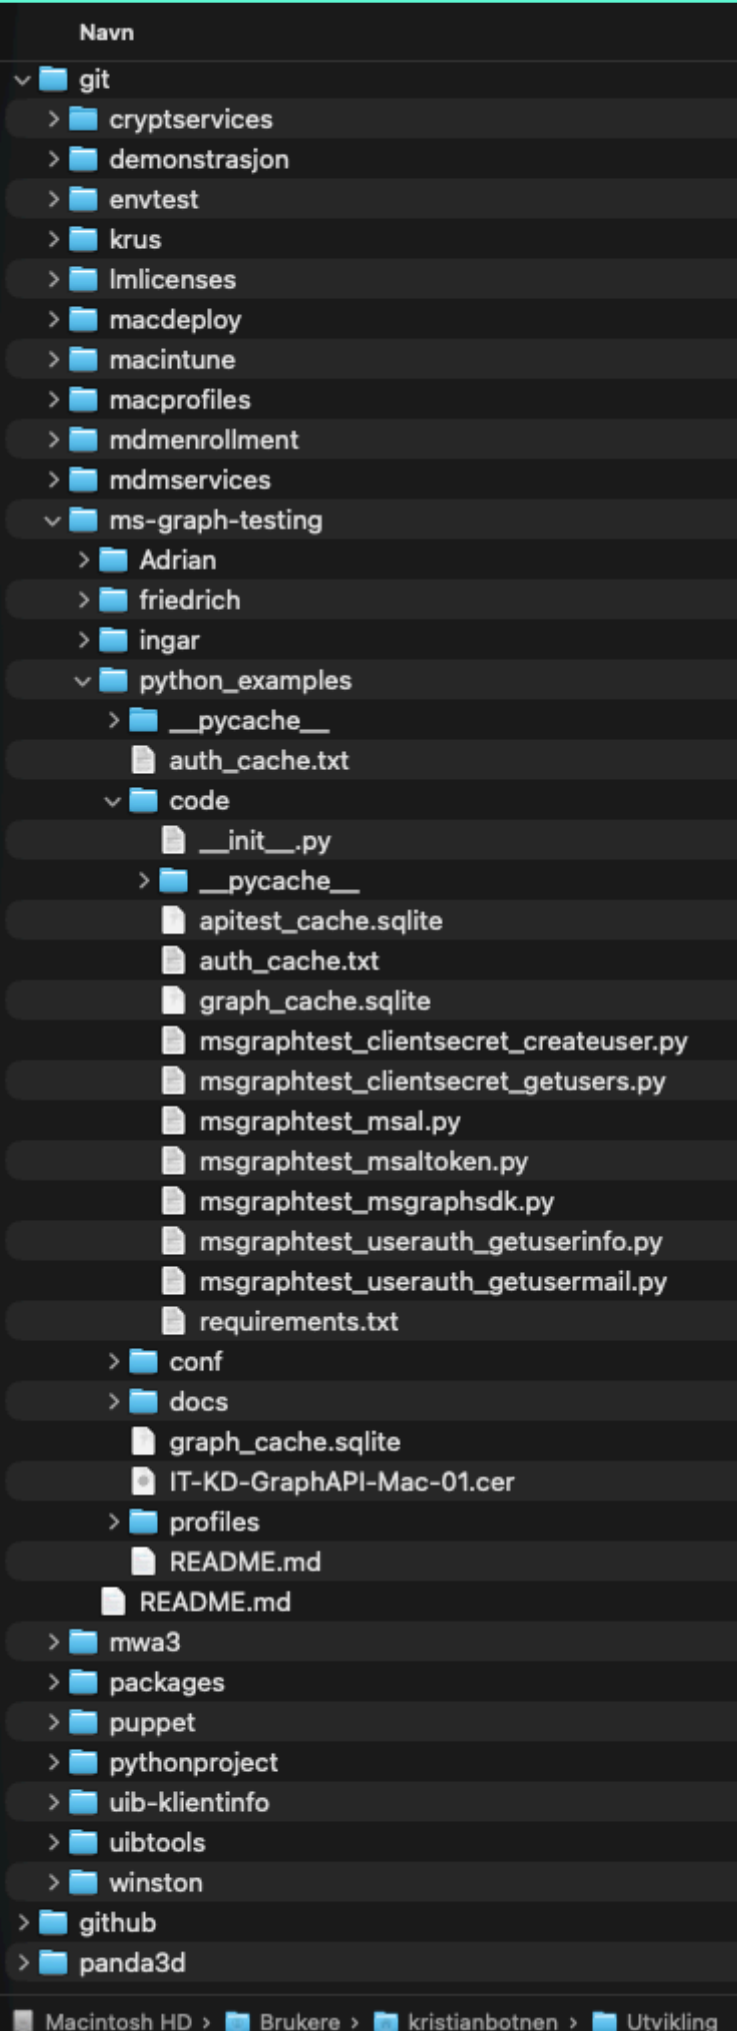 Navn
git
cryptservices
demonstrasjon
envtest
krus
lmlicenses
macdeploy
macintune
macprofiles
mdmenrollment
mdmservices
ms-graph-testing
Adrian
friedrich
ingar
python_examples
__pycache__
auth_cache.txt
code
__init__.py
__pycache__
apitest_cache.sqlite
auth_cache.txt
graph_cache.sqlite
msgraphtest_clientsecret_createuser.py
msgraphtest_clientsecret_getusers.py
msgraphtest_msal.py
msgraphtest_msaltoken.py
msgraphtest_msgraphsdk.py
msgraphtest_userauth_getuserinfo.py
msgraphtest_userauth_getusermail.py
requirements.txt
conf
docs
graph_cache.sqlite
IT-KD-GraphAPI-Mac-01.cer
profiles
README.md
README.md
mwa3
packages
puppet
pythonproject
uib-klientinfo
uibtools
winston
github
panda3d
Macintosh HD › Brukere › kristianbotnen › Utvikling